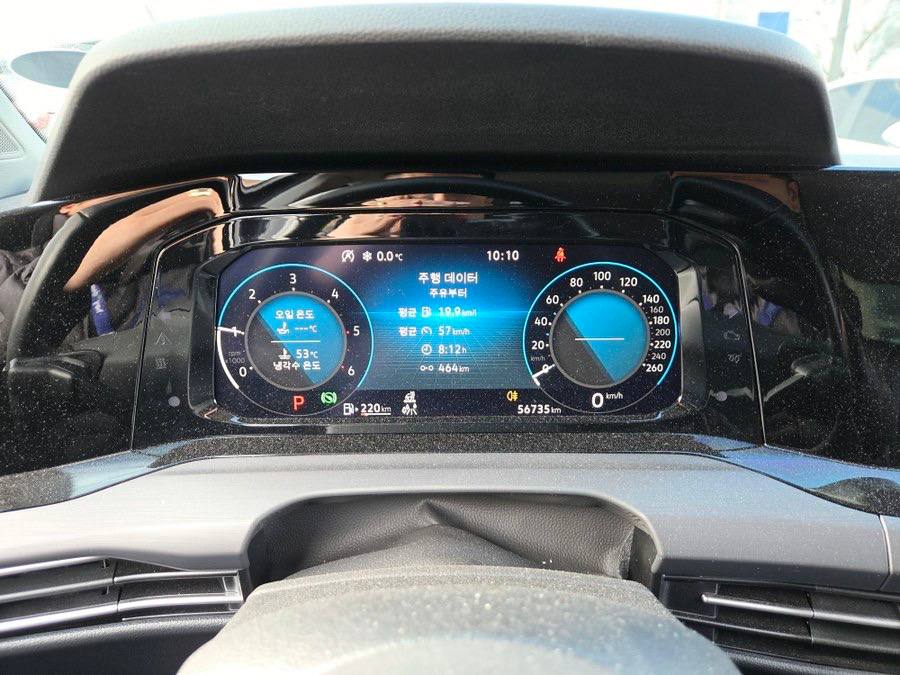 ❄ 0.0℃
10:10
3
2 4
1 5
0 6
rpm
x1000
오일 온도
---℃
53℃
냉각수 온도
주행 데이터
주유부터
평균 19.9km/l
평균 57km/h
8:12h
464km
80 100 120
60 140
160
40 180
20 220
240
260
km/h
0
P
220km
56735km
0 km/h